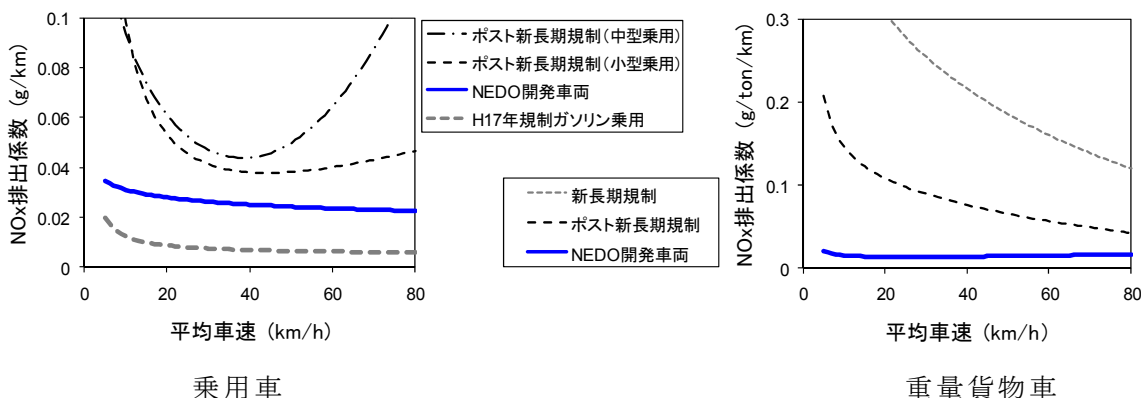 NOx排出係数 (g/km)
0.1
0.08
0.06
0.04
0.02
0
0 20 40 60 80
平均車速 (km/h)
乗用車
ポスト新長期規制(中型乗用)
ポスト新長期規制(小型乗用)
NEDO開発車両
H17年規制ガソリン乗用
新長期規制
ポスト新長期規制
NEDO開発車両
NOx排出係数 (g/ton/km)
0.3
0.2
0.1
0
0 20 40 60 80
平均車速 (km/h)
重量貨物車